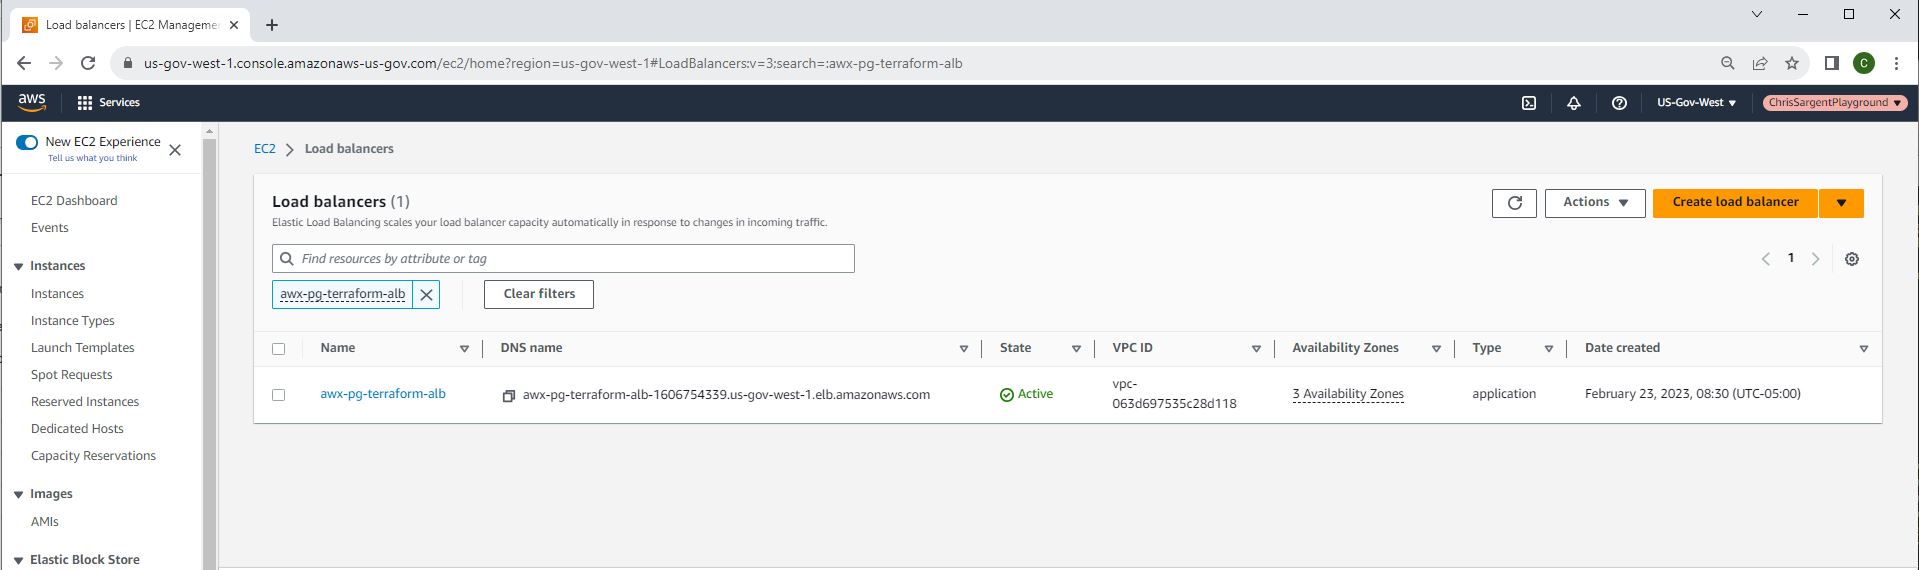 Load balancers | EC2 Manageme
us-gov-west-1.console.amazonaws-us-gov.com/ec2/home?region=us-gov-west-1#LoadBalancers:v=3;search=:awx-pg-terraform-alb
C
aws Services US-Gov-West ChrisSargentPlayground
New EC2 Experience
Tell us what you think
EC2 Dashboard
Events
Instances
Instances
Instance Types
Launch Templates
Spot Requests
Reserved Instances
Dedicated Hosts
Capacity Reservations
Images
AMIs
Elastic Block Store
EC2 Load balancers
Load balancers (1)
Elastic Load Balancing scales your load balancer capacity automatically in response to changes in incoming traffic.
Actions Create load balancer
Find resources by attribute or tag
1
awx-pg-terraform-alb Clear filters
Name DNS name State VPC ID Availability Zones Type Date created
awx-pg-terraform-alb awx-pg-terraform-alb-1606754339.us-gov-west-1.elb.amazonaws.com Active vpc-063d697535c28d118 3 Availability Zones application February 23, 2023, 08:30 (UTC-05:00)